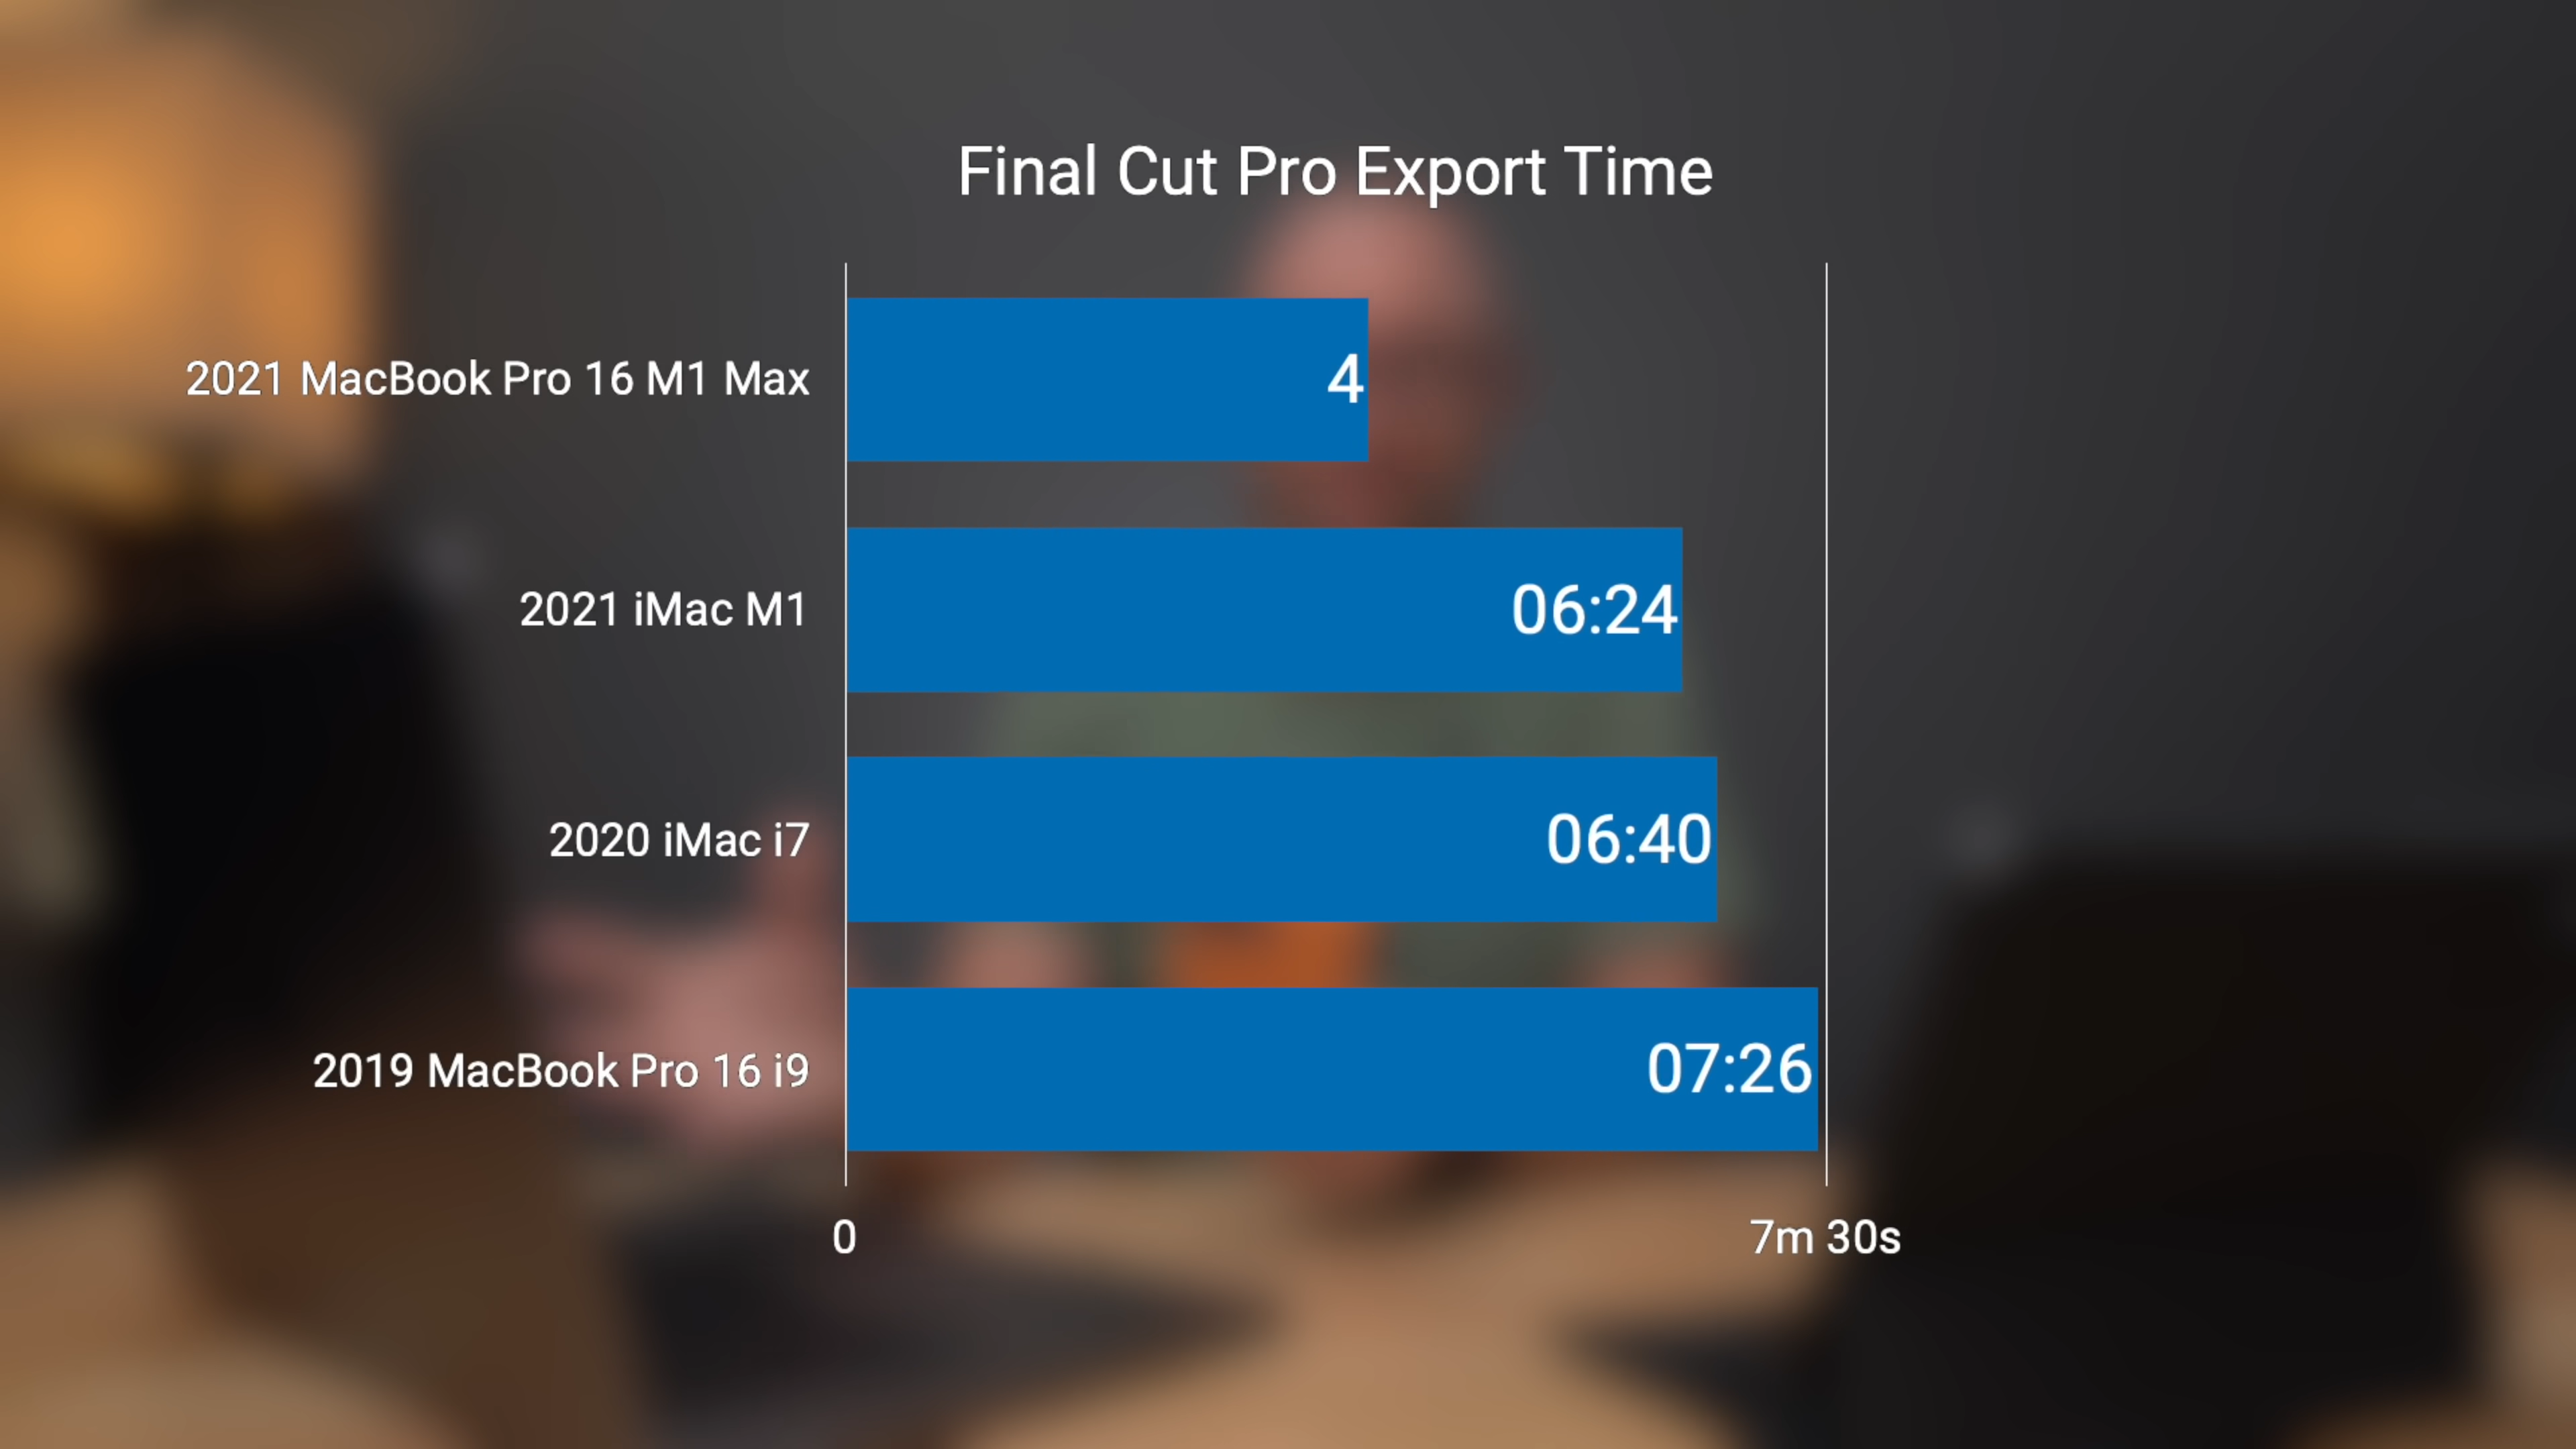 Final Cut Pro Export Time
2021 MacBook Pro 16 M1 Max
4
2021 iMac M1
06:24
2020 iMac i7
06:40
2019 MacBook Pro 16 i9
07:26
0
7m 30s